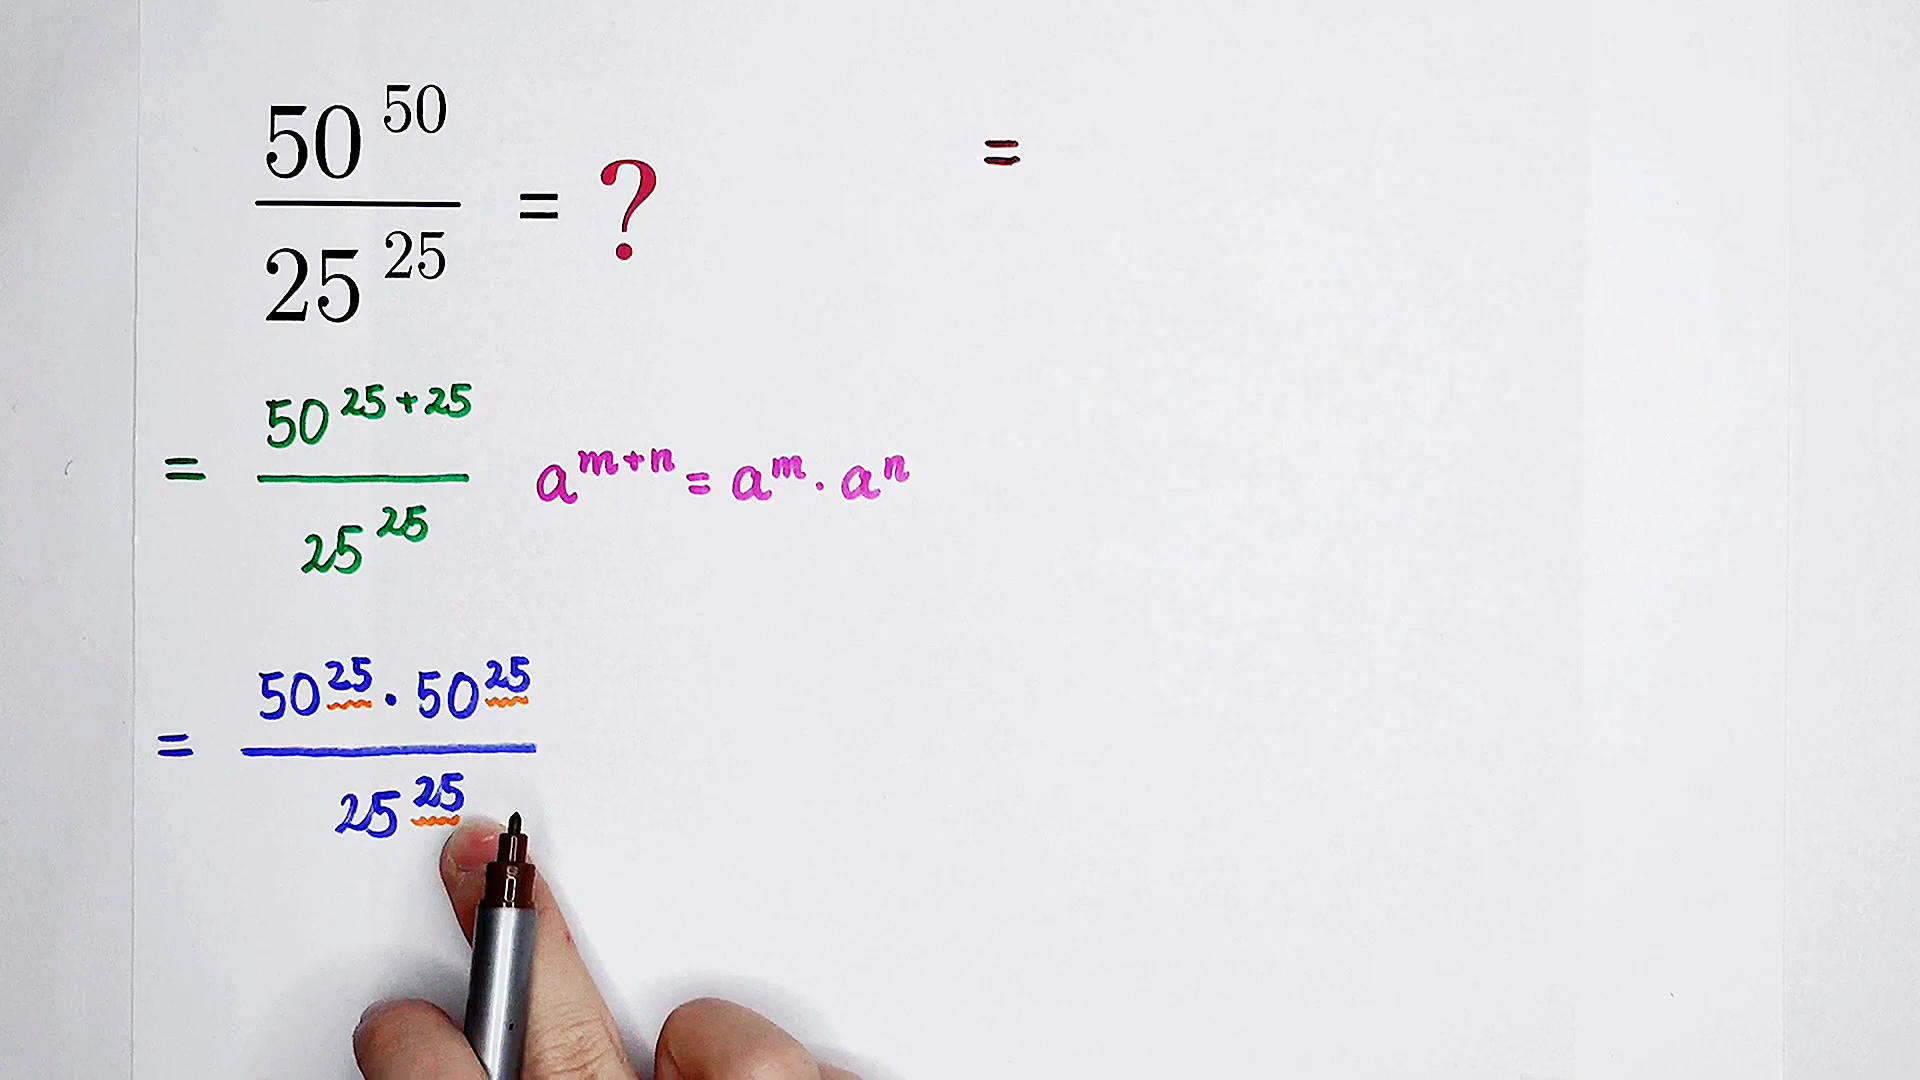 50^50 / 25^25 = ?
= 50^25+25 / 25^25
a^m+n = a^m · a^n
= 50^25 · 50^25 / 25^25
=